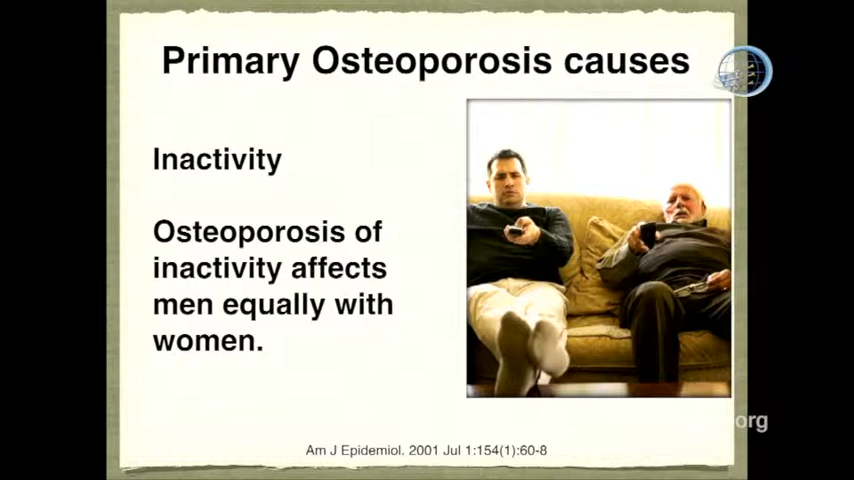 Primary Osteoporosis causes
Inactivity
Osteoporosis of
inactivity affects
men equally with
women.
org
Am J Epidemiol. 2001 Jul 1:154(1):60-8